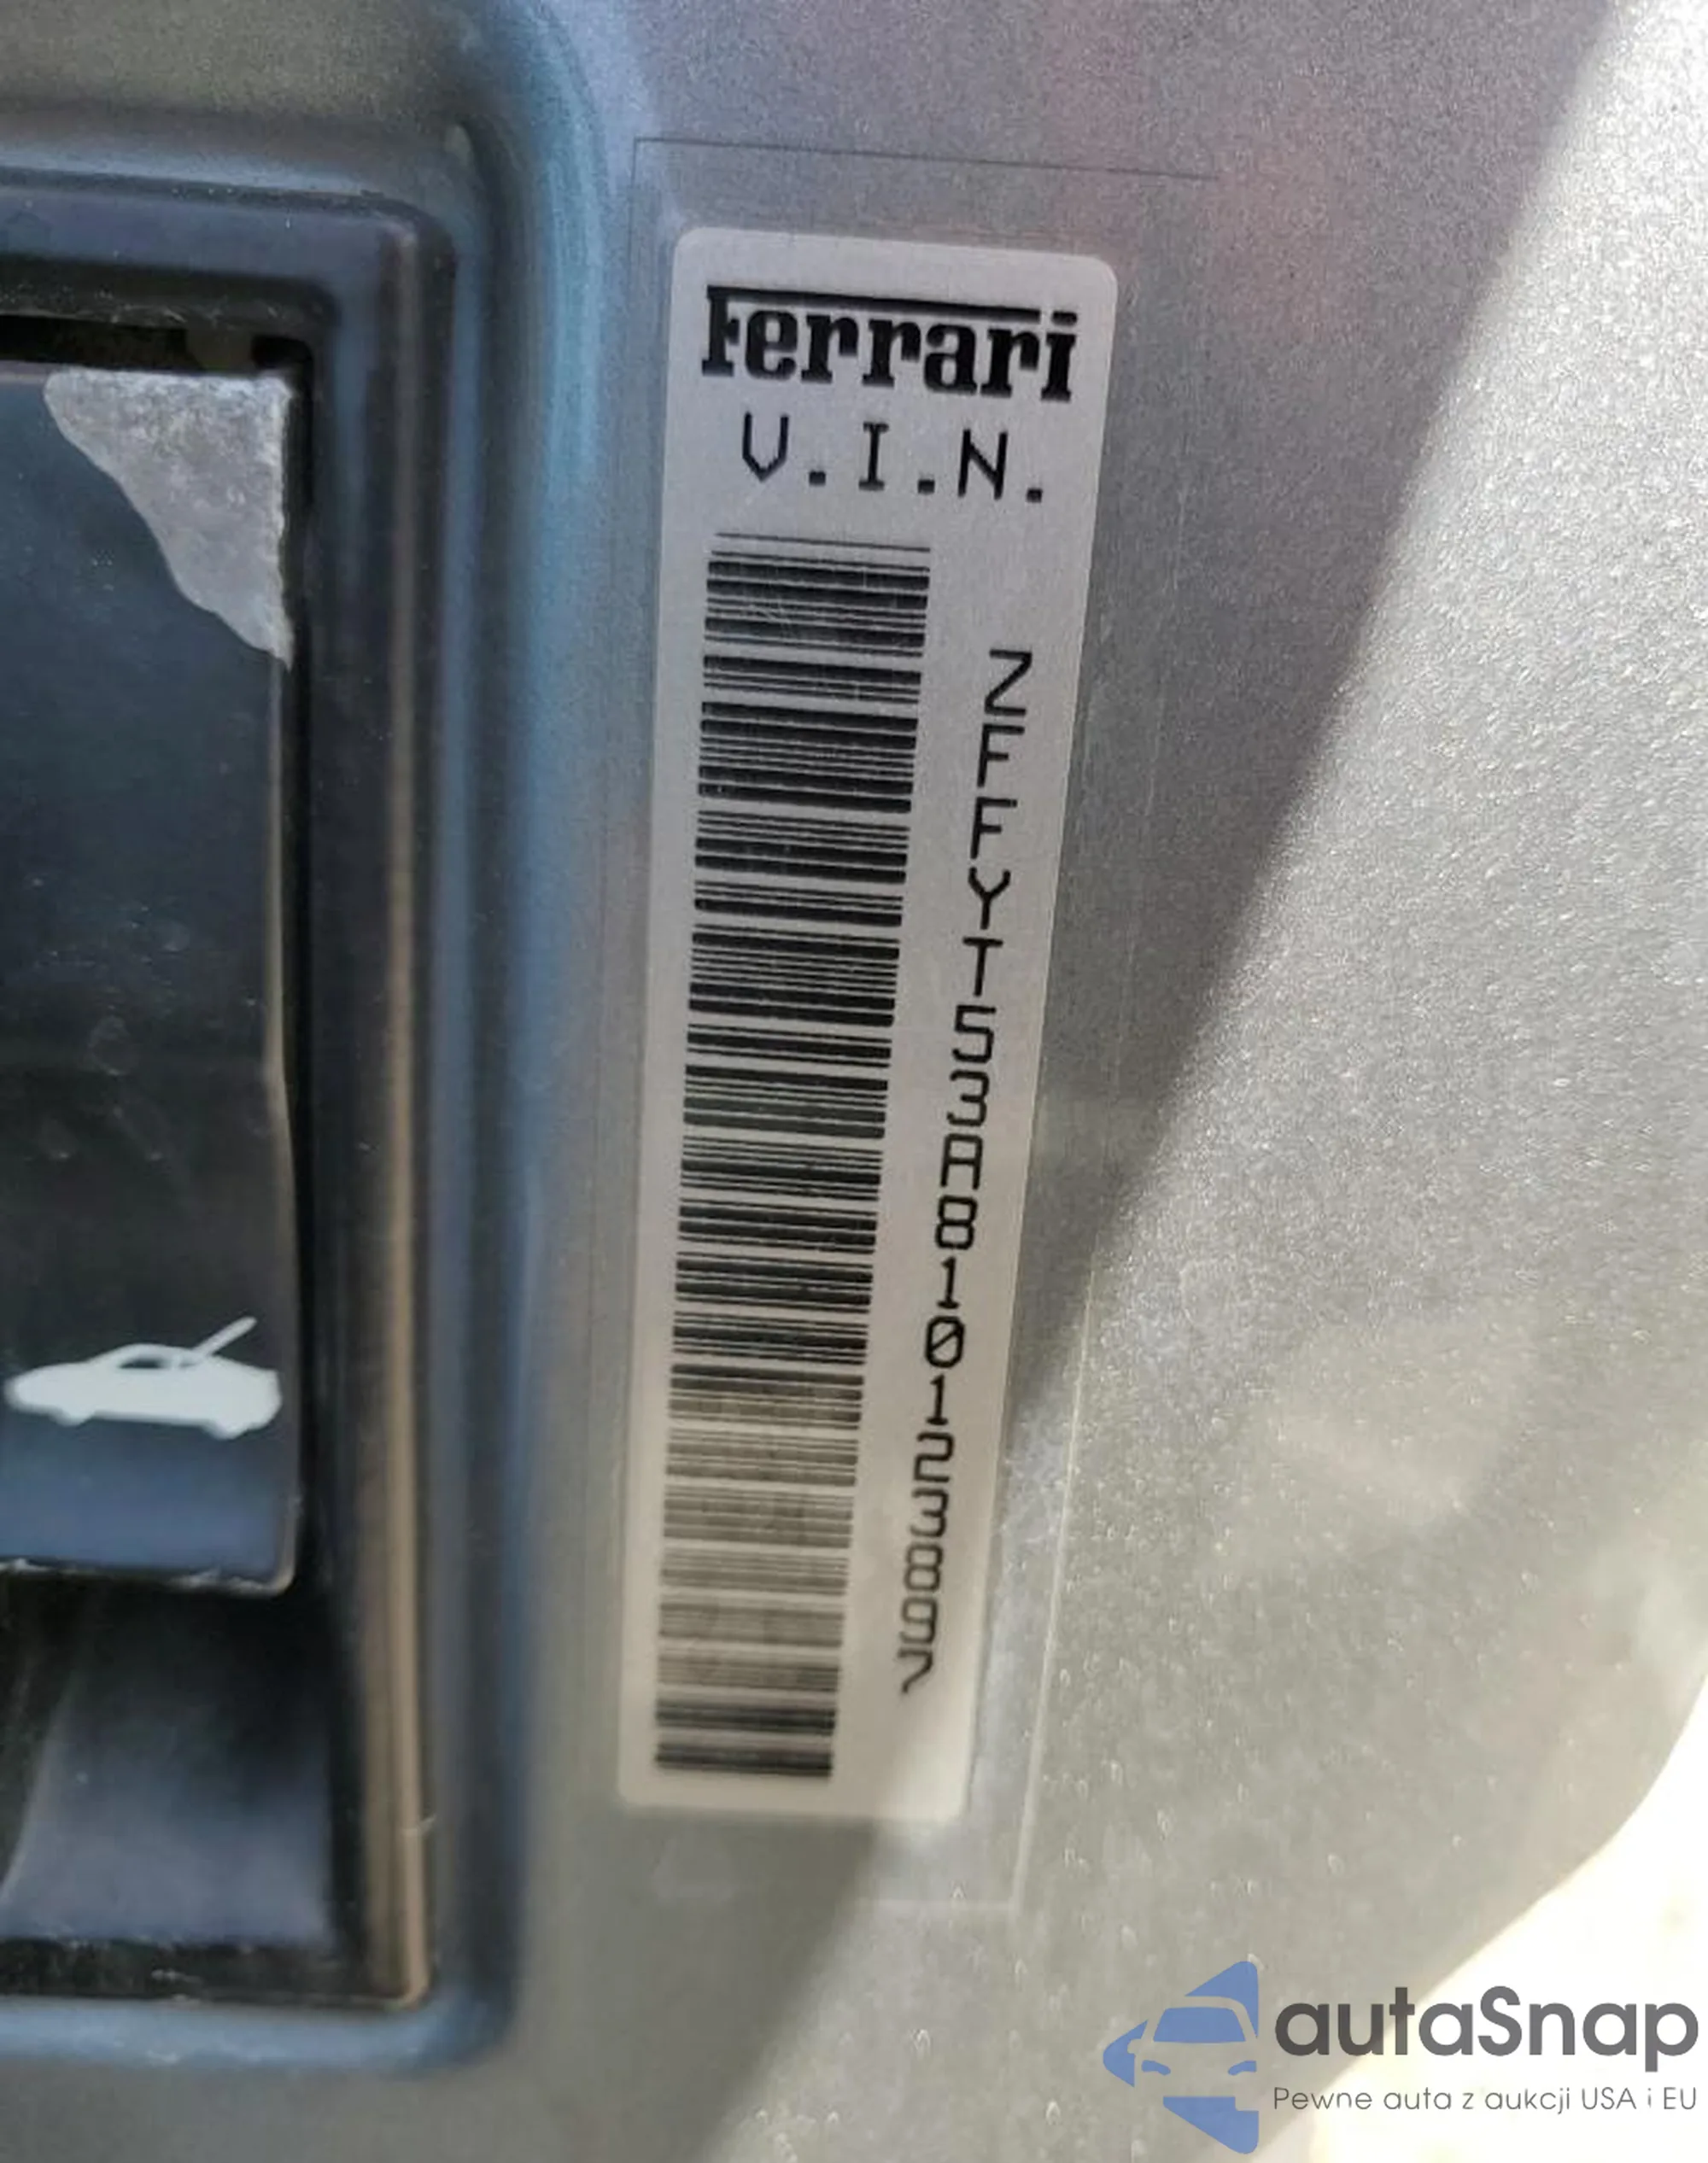 Ferrari
V.I.N.
ZFFYT53A810123897
autaSnap
Pewne auta z aukcji USA i EU